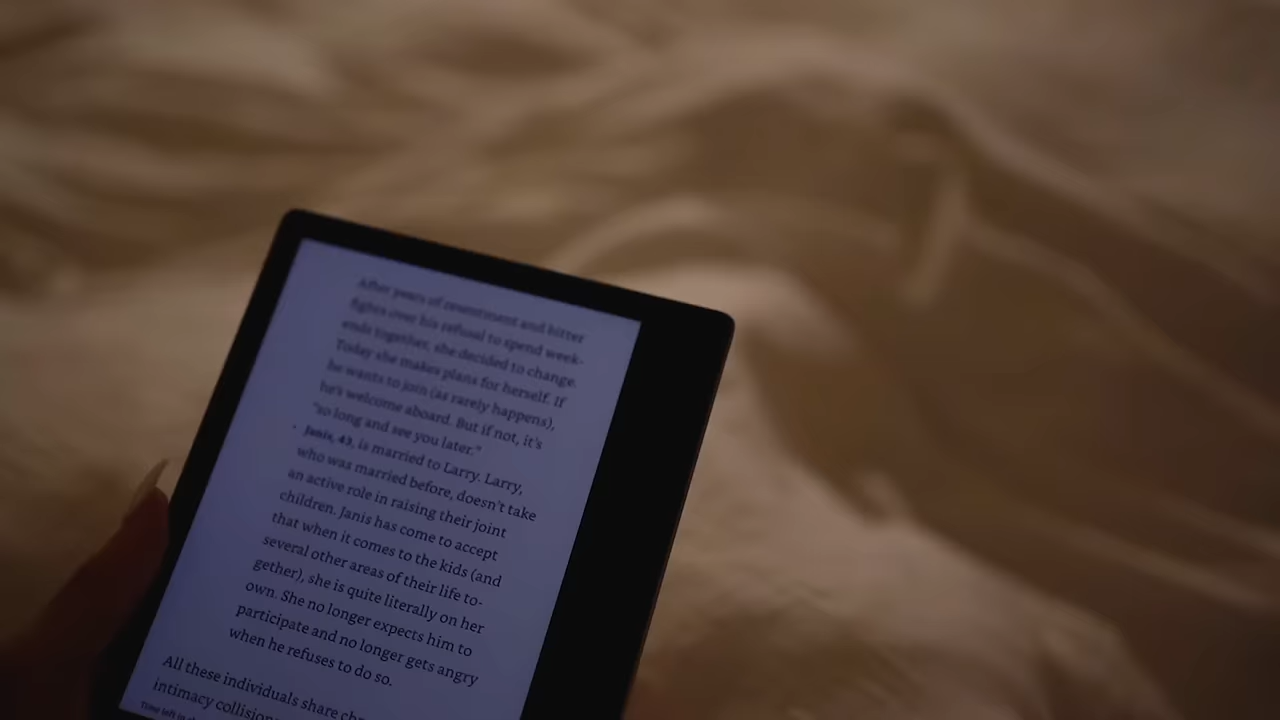 After years of resentment and bitter
fights over his refusal to spend week-
ends together, she decided to change.
Today she makes plans for herself. If
he wants to join (as rarely happens),
he's welcome aboard. But if not, it's
"so long and see you later."
· Janis, 43, is married to Larry. Larry,
who was married before, doesn't take
an active role in raising their joint
children. Janis has come to accept
that when it comes to the kids (and
several other areas of their life to-
gether), she is quite literally on her
own. She no longer expects him to
participate and no longer gets angry
when he refuses to do so.
All these individuals share
intimacy
Time left in